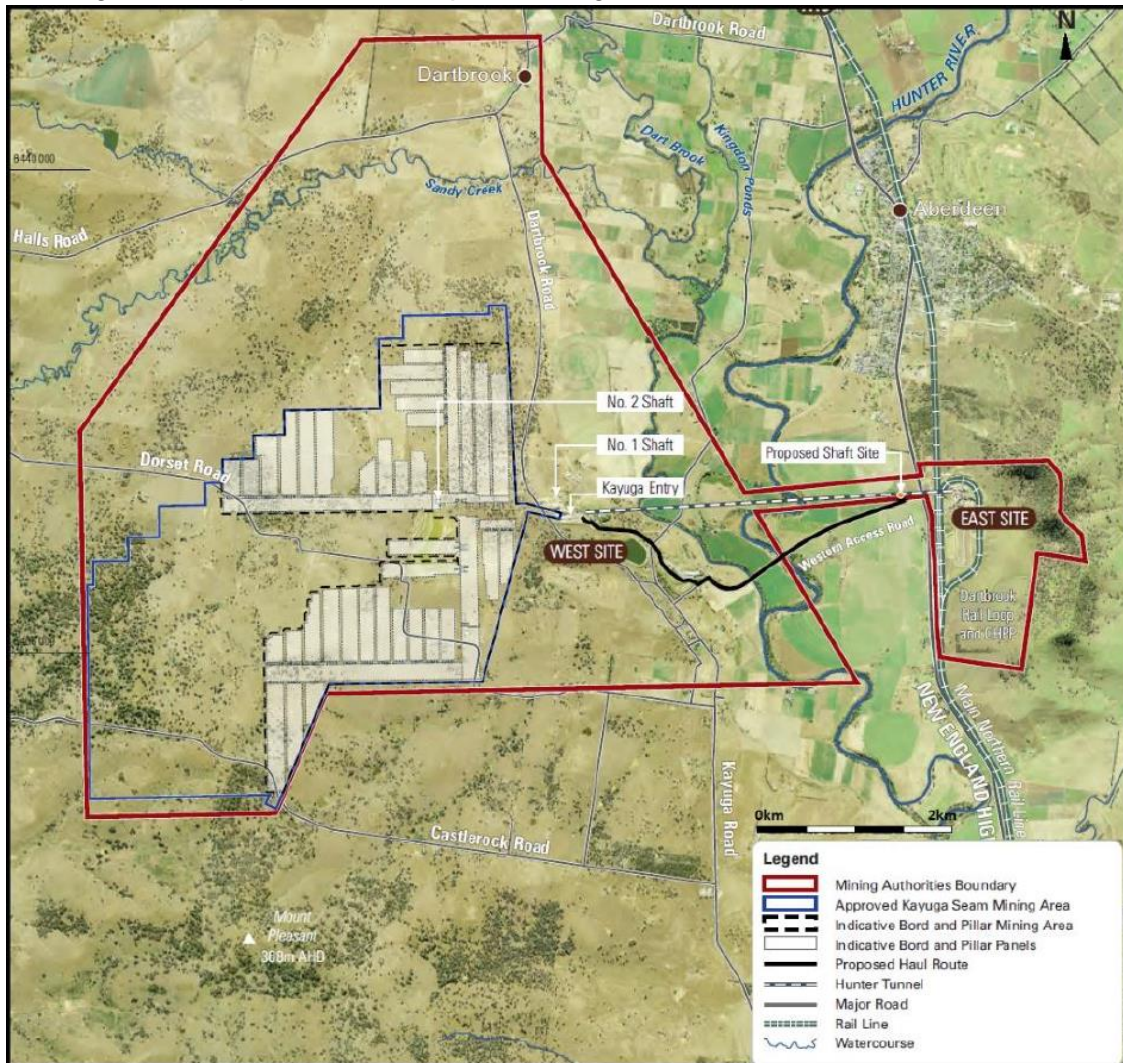 Dartbrook Road
N
Dartbrook
HUNTER RIVER
Dart Brook
Kingdon Ponds
Sandy Creek
Aberdeen
Halls Road
Dartbrook Road
No. 2 Shaft
No. 1 Shaft
Proposed Shaft Site
Dorset Road
Kayuga Entry
EAST SITE
WEST SITE
Western Access Road
Dartbrook
Rail Loop
and CHPP
NEW ENGLAND HIG
Main Northern Rail Line
Kayuga Road
0km
2km
Castlerock Road
Mount
Pleasant
Legend
Mining Authorities Boundary
Approved Kayuga Seam Mining Area
Indicative Bord and Pillar Mining Area
Indicative Bord and Pillar Panels
Proposed Haul Route
Hunter Tunnel
Major Road
Rail Line
Watercourse